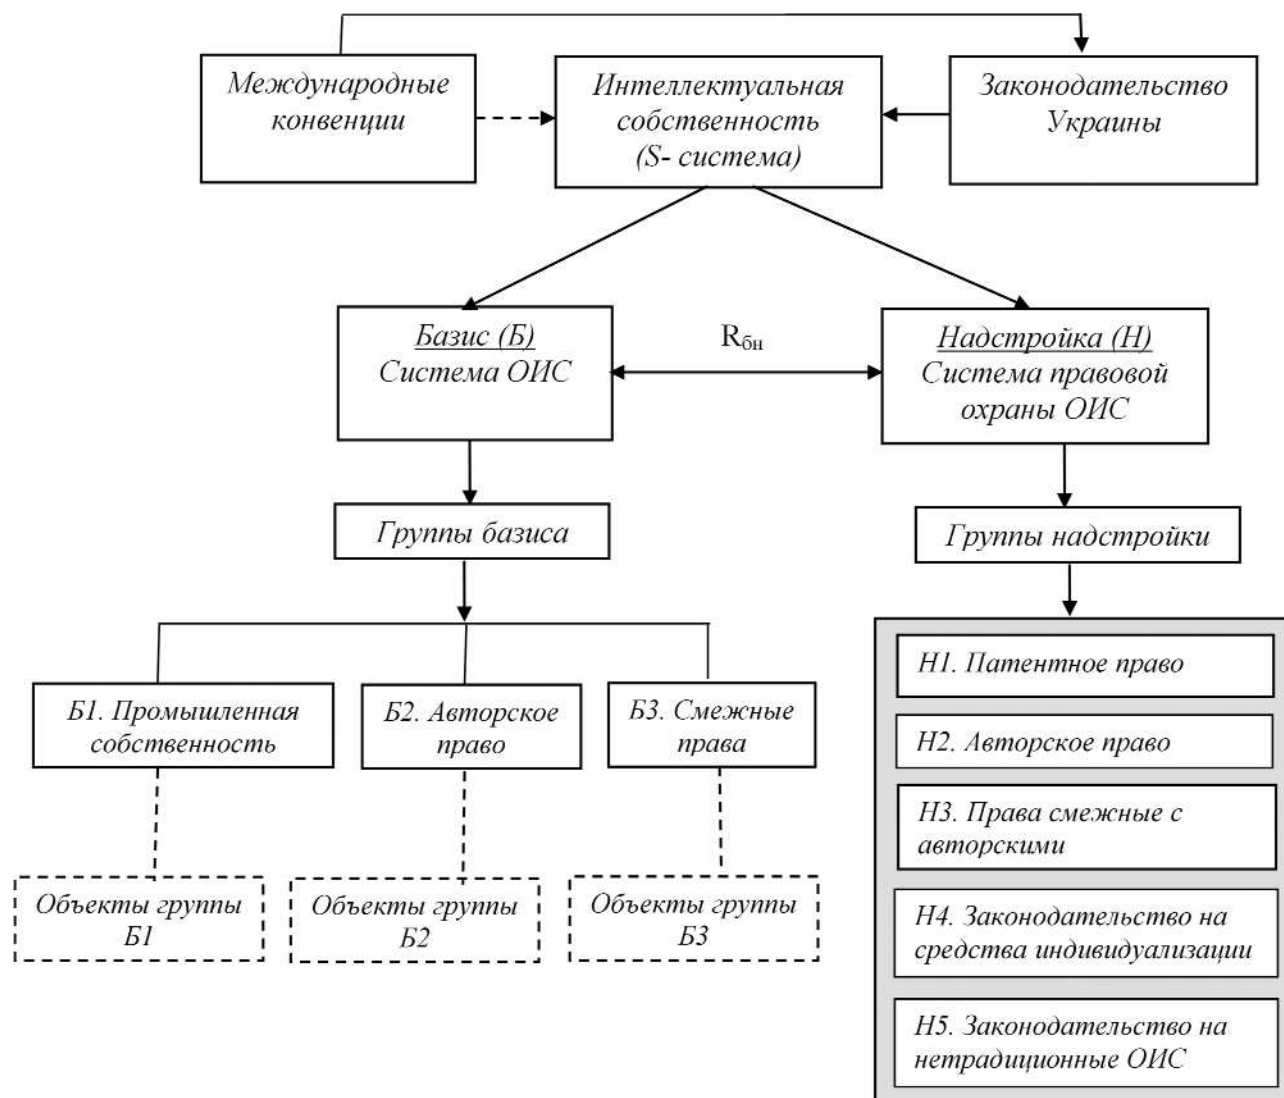 Международные
конвенции
Интеллектуальная
собственность
(S- система)
Законодательство
Украины
Базис (Б)
Система ОИС
Rбн
Надстройка (Н)
Система правовой
охраны ОИС
Группы базиса
Группы надстройки
Б1. Промышленная
собственность
Б2. Авторское
право
Б3. Смежные
права
Объекты группы
Б1
Объекты группы
Б2
Объекты группы
Б3
Н1. Патентное право
Н2. Авторское право
Н3. Права смежные с
авторскими
Н4. Законодательство на
средства индивидуализации
Н5. Законодательство на
нетрадиционные ОИС